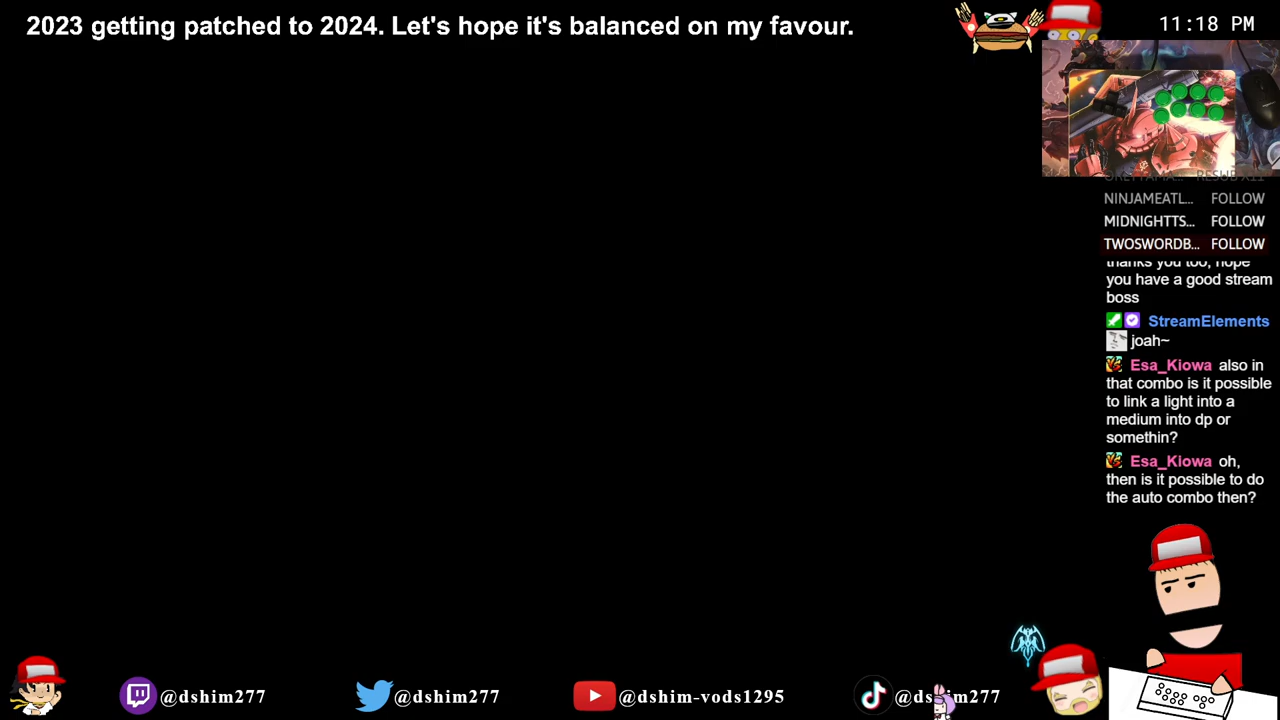 2023 getting patched to 2024. Let's hope it's balanced on my favour.
11:18 PM
NINJAMEATL... FOLLOW
MIDNIGHTTS... FOLLOW
TWOSWORDB... FOLLOW
thanks you too, hope
you have a good stream
boss
StreamElements
joah~
Esa_Kiowa also in
that combo is it possible
to link a light into a
medium into dp or
somethin?
Esa_Kiowa oh,
then is it possible to do
the auto combo then?
@dshim277 @dshim277 @dshim-vods1295